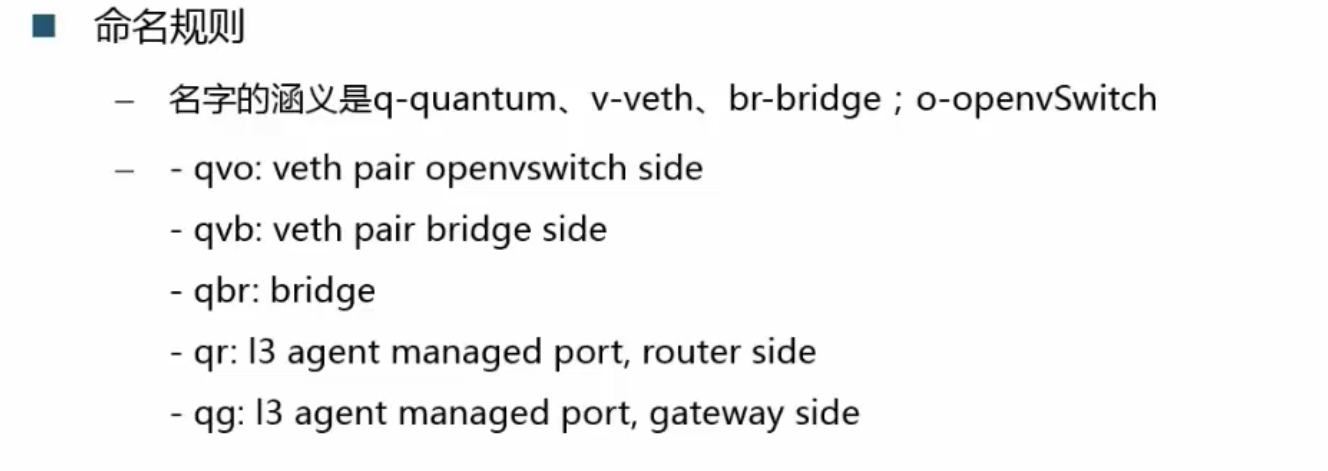 命名规则
– 名字的涵义是q-quantum、v-veth、br-bridge；o-openvSwitch
– - qvo: veth pair openvswitch side
- qvb: veth pair bridge side
- qbr: bridge
- qr: l3 agent managed port, router side
- qg: l3 agent managed port, gateway side